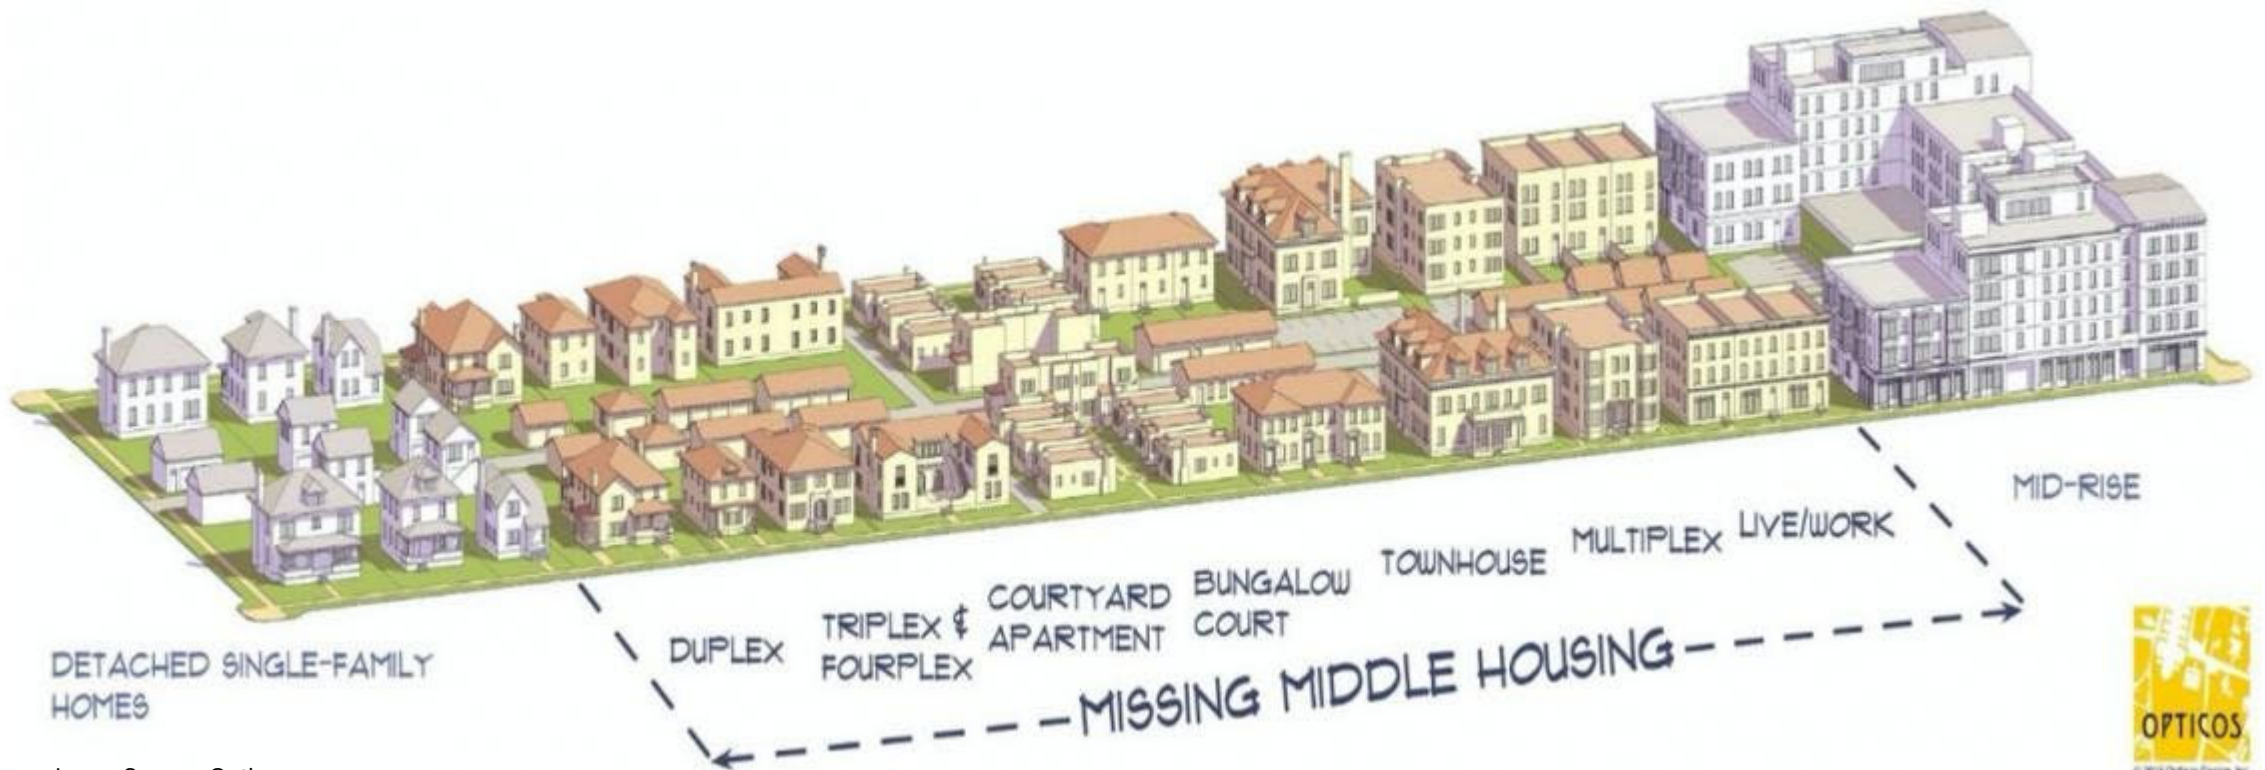 DETACHED SINGLE-FAMILY
HOMES
DUPLEX
TRIPLEX &
FOURPLEX
COURTYARD
APARTMENT
BUNGALOW
COURT
TOWNHOUSE
MULTIPLEX
LIVE/WORK
MID-RISE
MISSING MIDDLE HOUSING
OPTICOS